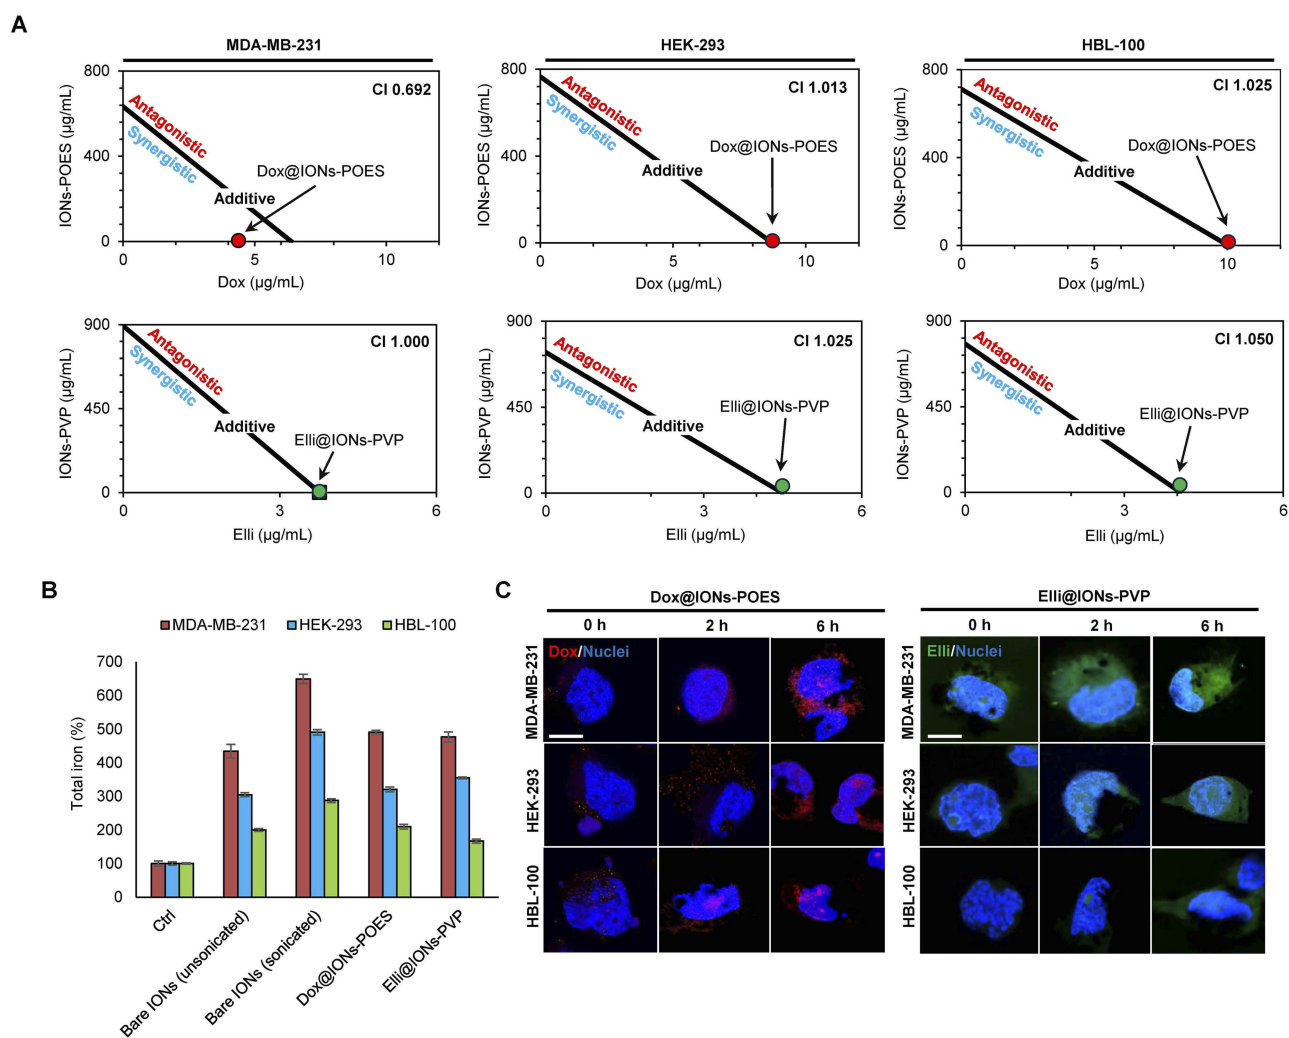 A
MDA-MB-231
HEK-293
HBL-100
800
400
0
IONs-POES (µg/mL)
CI 0.692
Antagonistic
Synergistic
Additive
Dox@IONs-POES
0 5 10
Dox (µg/mL)
800
400
0
IONs-POES (µg/mL)
CI 1.013
Antagonistic
Synergistic
Additive
Dox@IONs-POES
0 5 10
Dox (µg/mL)
800
400
0
IONs-POES (µg/mL)
CI 1.025
Antagonistic
Synergistic
Additive
Dox@IONs-POES
0 5 10
Dox (µg/mL)
900
450
0
IONs-PVP (µg/mL)
CI 1.000
Antagonistic
Synergistic
Additive
Elli@IONs-PVP
0 3 6
Elli (µg/mL)
900
450
0
IONs-PVP (µg/mL)
CI 1.025
Antagonistic
Synergistic
Additive
Elli@IONs-PVP
0 3 6
Elli (µg/mL)
900
450
0
IONs-PVP (µg/mL)
CI 1.050
Antagonistic
Synergistic
Additive
Elli@IONs-PVP
0 3 6
Elli (µg/mL)
B
MDA-MB-231 HEK-293 HBL-100
Total iron (%)
700
600
500
400
300
200
100
0
Ctrl
Bare IONs (unsonicated)
Bare IONs (sonicated)
Dox@IONs-POES
Elli@IONs-PVP
C
Dox@IONs-POES
0 h 2 h 6 h
Dox/Nuclei
MDA-MB-231
HEK-293
HBL-100
Elli@IONs-PVP
0 h 2 h 6 h
Elli/Nuclei
MDA-MB-231
HEK-293
HBL-100